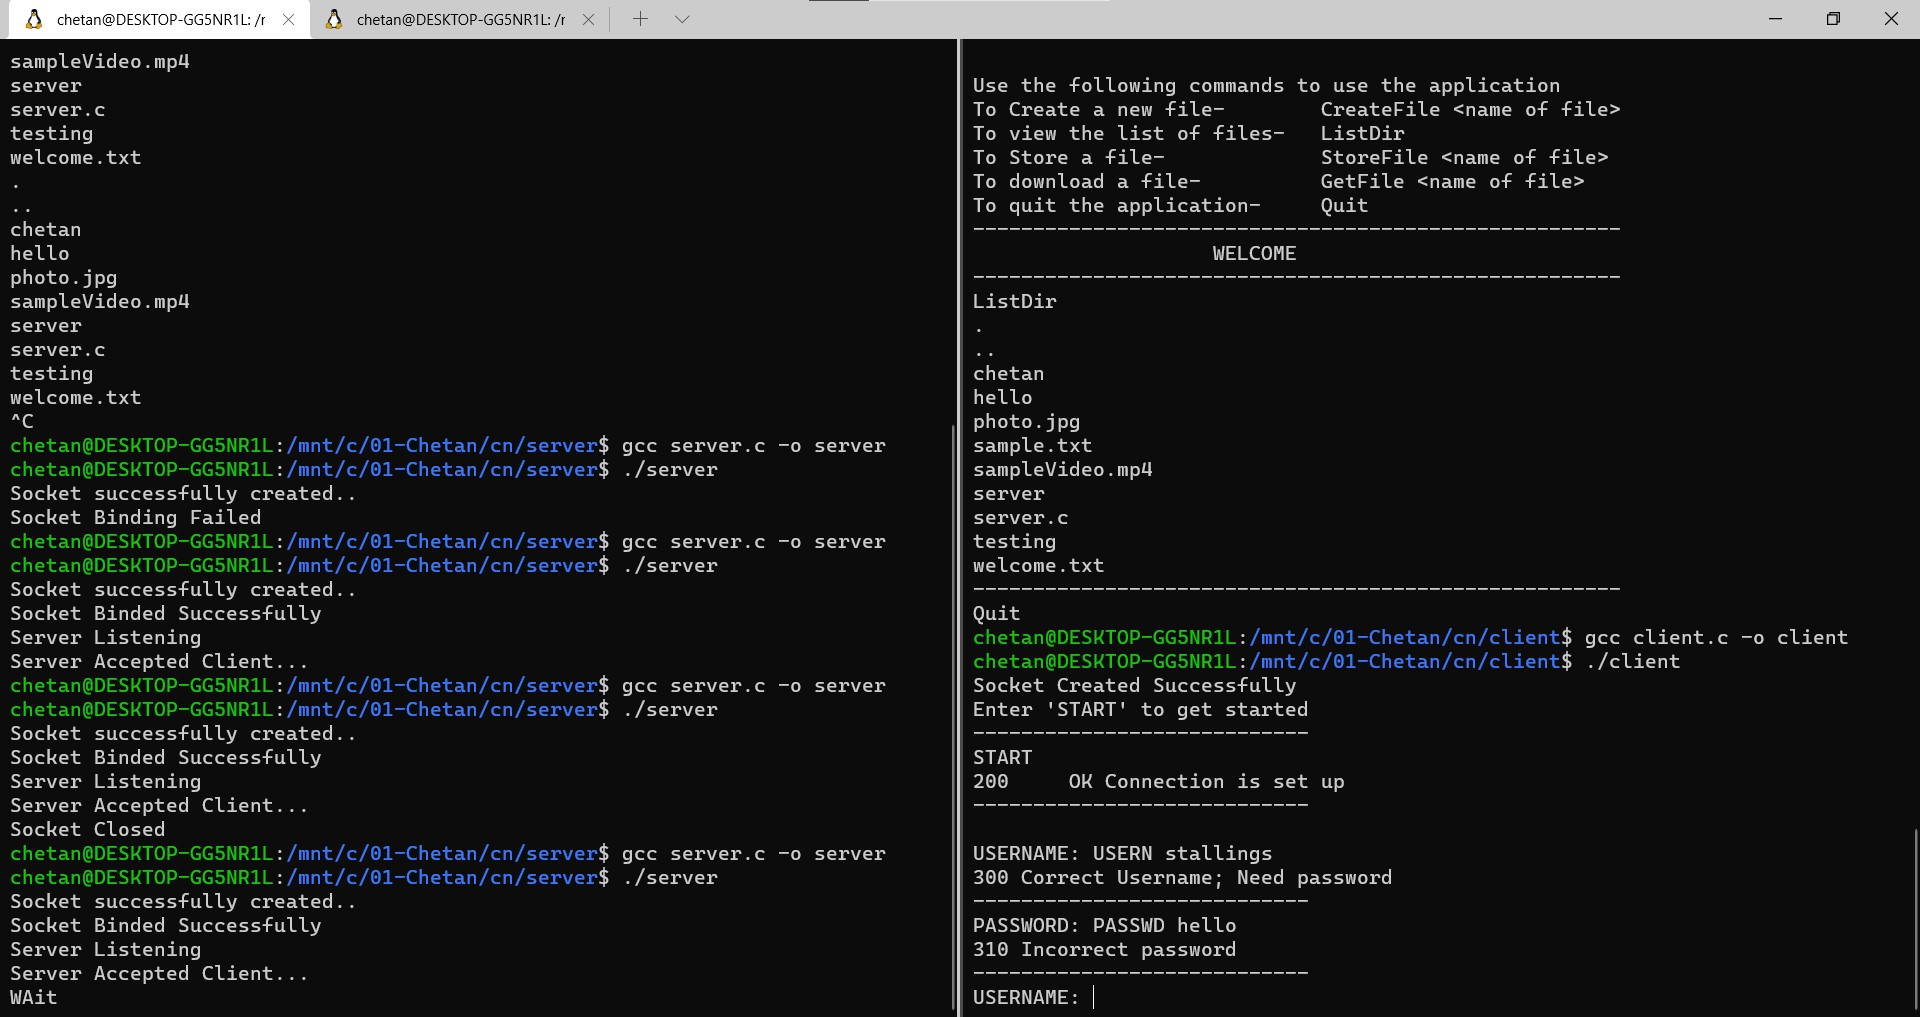 chetan@DESKTOP-GG5NR1L: /r
chetan@DESKTOP-GG5NR1L: /r
sampleVideo.mp4
server
server.c
testing
welcome.txt
.
..
chetan
hello
photo.jpg
sampleVideo.mp4
server
server.c
testing
welcome.txt
^C
chetan@DESKTOP-GG5NR1L:/mnt/c/01-Chetan/cn/server$ gcc server.c -o server
chetan@DESKTOP-GG5NR1L:/mnt/c/01-Chetan/cn/server$ ./server
Socket successfully created..
Socket Binding Failed
chetan@DESKTOP-GG5NR1L:/mnt/c/01-Chetan/cn/server$ gcc server.c -o server
chetan@DESKTOP-GG5NR1L:/mnt/c/01-Chetan/cn/server$ ./server
Socket successfully created..
Socket Binded Successfully
Server Listening
Server Accepted Client...
chetan@DESKTOP-GG5NR1L:/mnt/c/01-Chetan/cn/server$ gcc server.c -o server
chetan@DESKTOP-GG5NR1L:/mnt/c/01-Chetan/cn/server$ ./server
Socket successfully created..
Socket Binded Successfully
Server Listening
Server Accepted Client...
Socket Closed
chetan@DESKTOP-GG5NR1L:/mnt/c/01-Chetan/cn/server$ gcc server.c -o server
chetan@DESKTOP-GG5NR1L:/mnt/c/01-Chetan/cn/server$ ./server
Socket successfully created..
Socket Binded Successfully
Server Listening
Server Accepted Client...
WAit
Use the following commands to use the application
To Create a new file-        CreateFile <name of file>
To view the list of files-   ListDir
To Store a file-             StoreFile <name of file>
To download a file-          GetFile <name of file>
To quit the application-     Quit
------------------------------------------------------
WELCOME
------------------------------------------------------
ListDir
.
..
chetan
hello
photo.jpg
sample.txt
sampleVideo.mp4
server
server.c
testing
welcome.txt
------------------------------------------------------
Quit
chetan@DESKTOP-GG5NR1L:/mnt/c/01-Chetan/cn/client$ gcc client.c -o client
chetan@DESKTOP-GG5NR1L:/mnt/c/01-Chetan/cn/client$ ./client
Socket Created Successfully
Enter 'START' to get started
----------------------------
START
200     OK Connection is set up
----------------------------
USERNAME: USERN stallings
300 Correct Username; Need password
----------------------------
PASSWORD: PASSWD hello
310 Incorrect password
----------------------------
USERNAME: